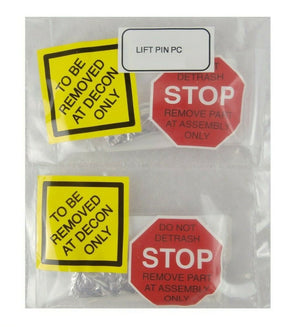 LIFT PIN PC
TO BE
REMOVED
AT DECON
ONLY
DETRASH
STOP
REMOVE PART
AT ASSEMBLY
ONLY
TO BE
REMOVED
AT DECON
ONLY
DO NOT
DETRASH
STOP
REMOVE PART
AT ASSEMBLY
ONLY